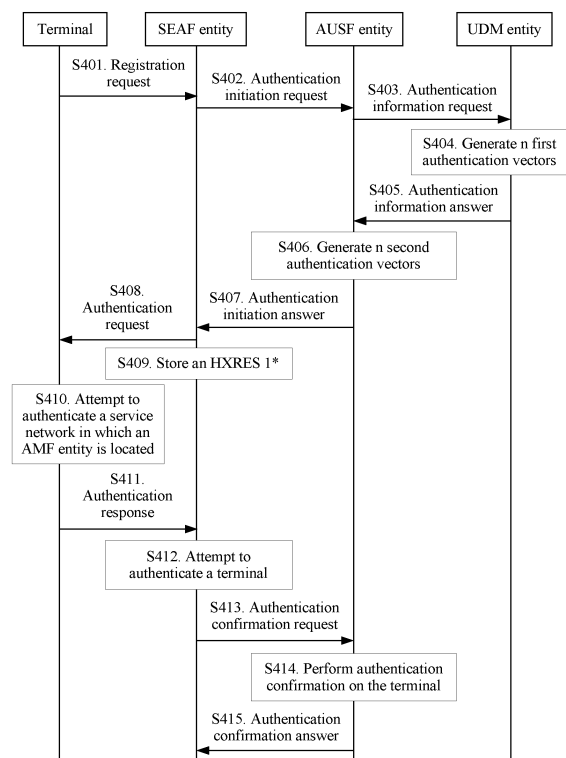 Terminal
SEAF entity
AUSF entity
UDM entity
S401. Registration
request
S402. Authentication
initiation request
S403. Authentication
information request
S404. Generate n first
authentication vectors
S405. Authentication
information answer
S406. Generate n second
authentication vectors
S407. Authentication
initiation answer
S408.
Authentication
request
S409. Store an HXRES 1*
S410. Attempt to
authenticate a service
network in which an
AMF entity is located
S411.
Authentication
response
S412. Attempt to
authenticate a terminal
S413. Authentication
confirmation request
S414. Perform authentication
confirmation on the terminal
S415. Authentication
confirmation answer